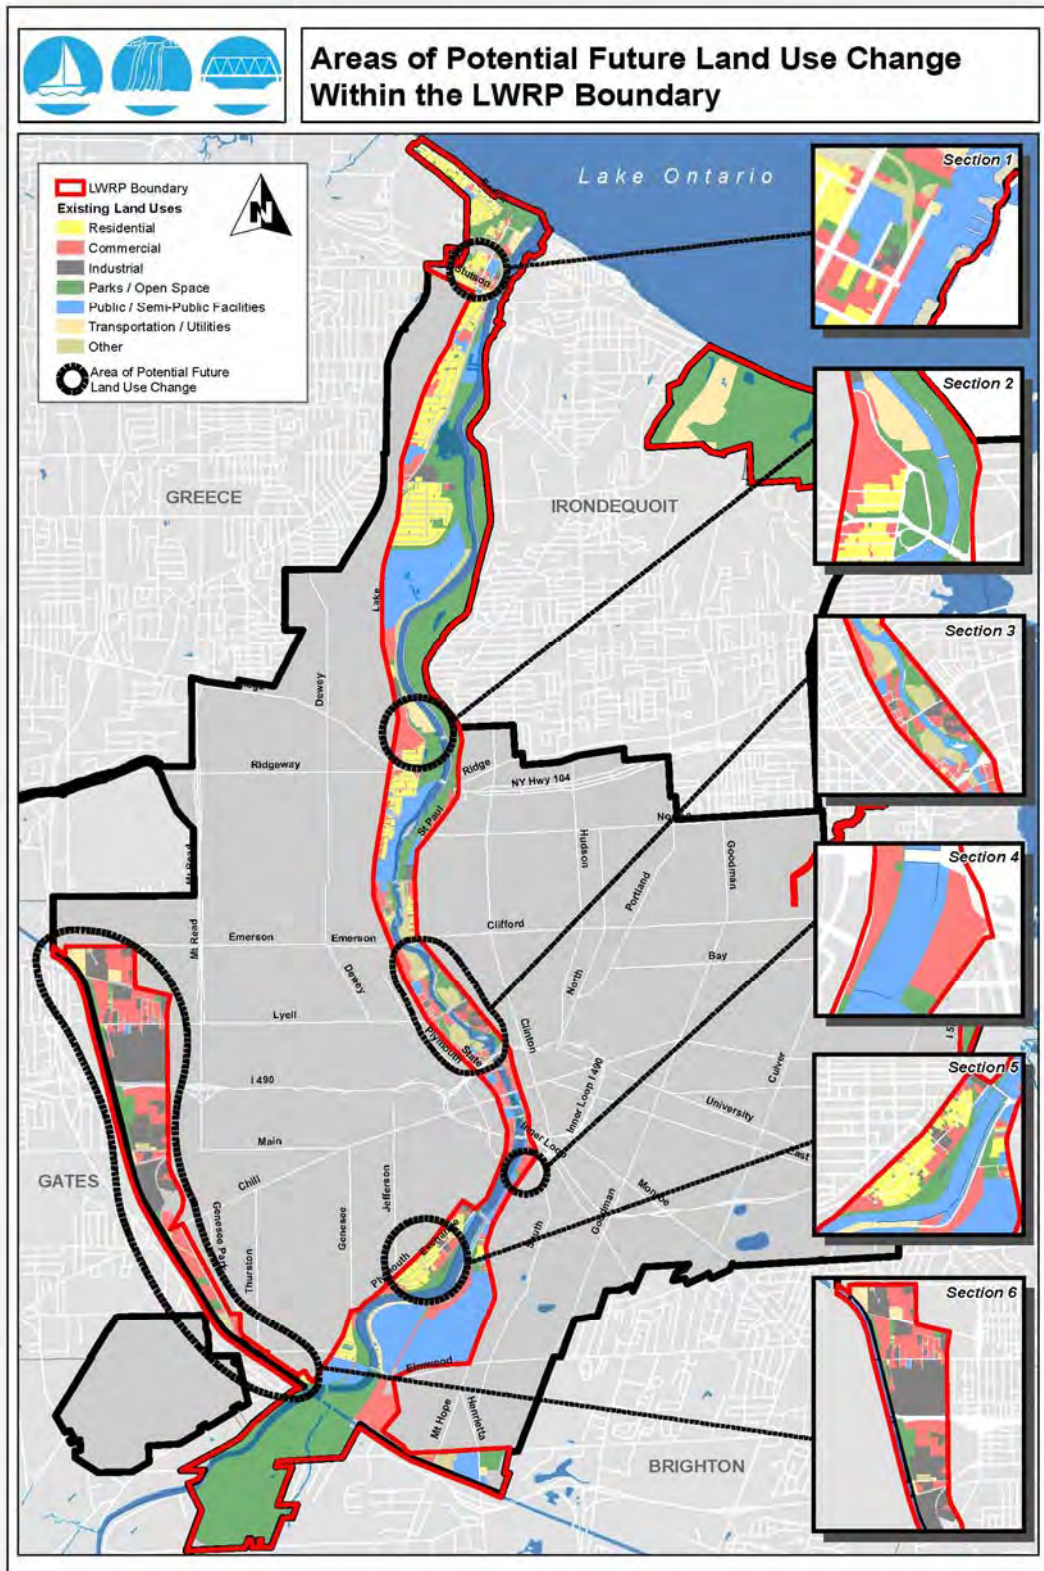 Areas of Potential Future Land Use Change
Within the LWRP Boundary
LWRP Boundary
Existing Land Uses
Residential
Commercial
Industrial
Parks / Open Space
Public / Semi-Public Facilities
Transportation / Utilities
Other
Area of Potential Future
Land Use Change
N
Lake Ontario
Section 1
Stutson
Section 2
GREECE
IRONDEQUOIT
Lake
Section 3
Dewey
Ridgeway
Ridge
NY Hwy 104
St Paul
Hudson
Portland
Goodman
Mt Read
Section 4
Mt Read
Emerson
Emerson
Clifford
Bay
Dewey
North
Lyell
Plymouth
State
Clinton
Section 5
I 490
Inner Loop I 490
Culver
University
Main
Inner Loop
East
GATES
Chili
Jefferson
Genesee
Monroe
Goodman
South
Genesee Park
Thurston
Plymouth
Section 6
Elmwood
Mt Hope
Henrietta
BRIGHTON